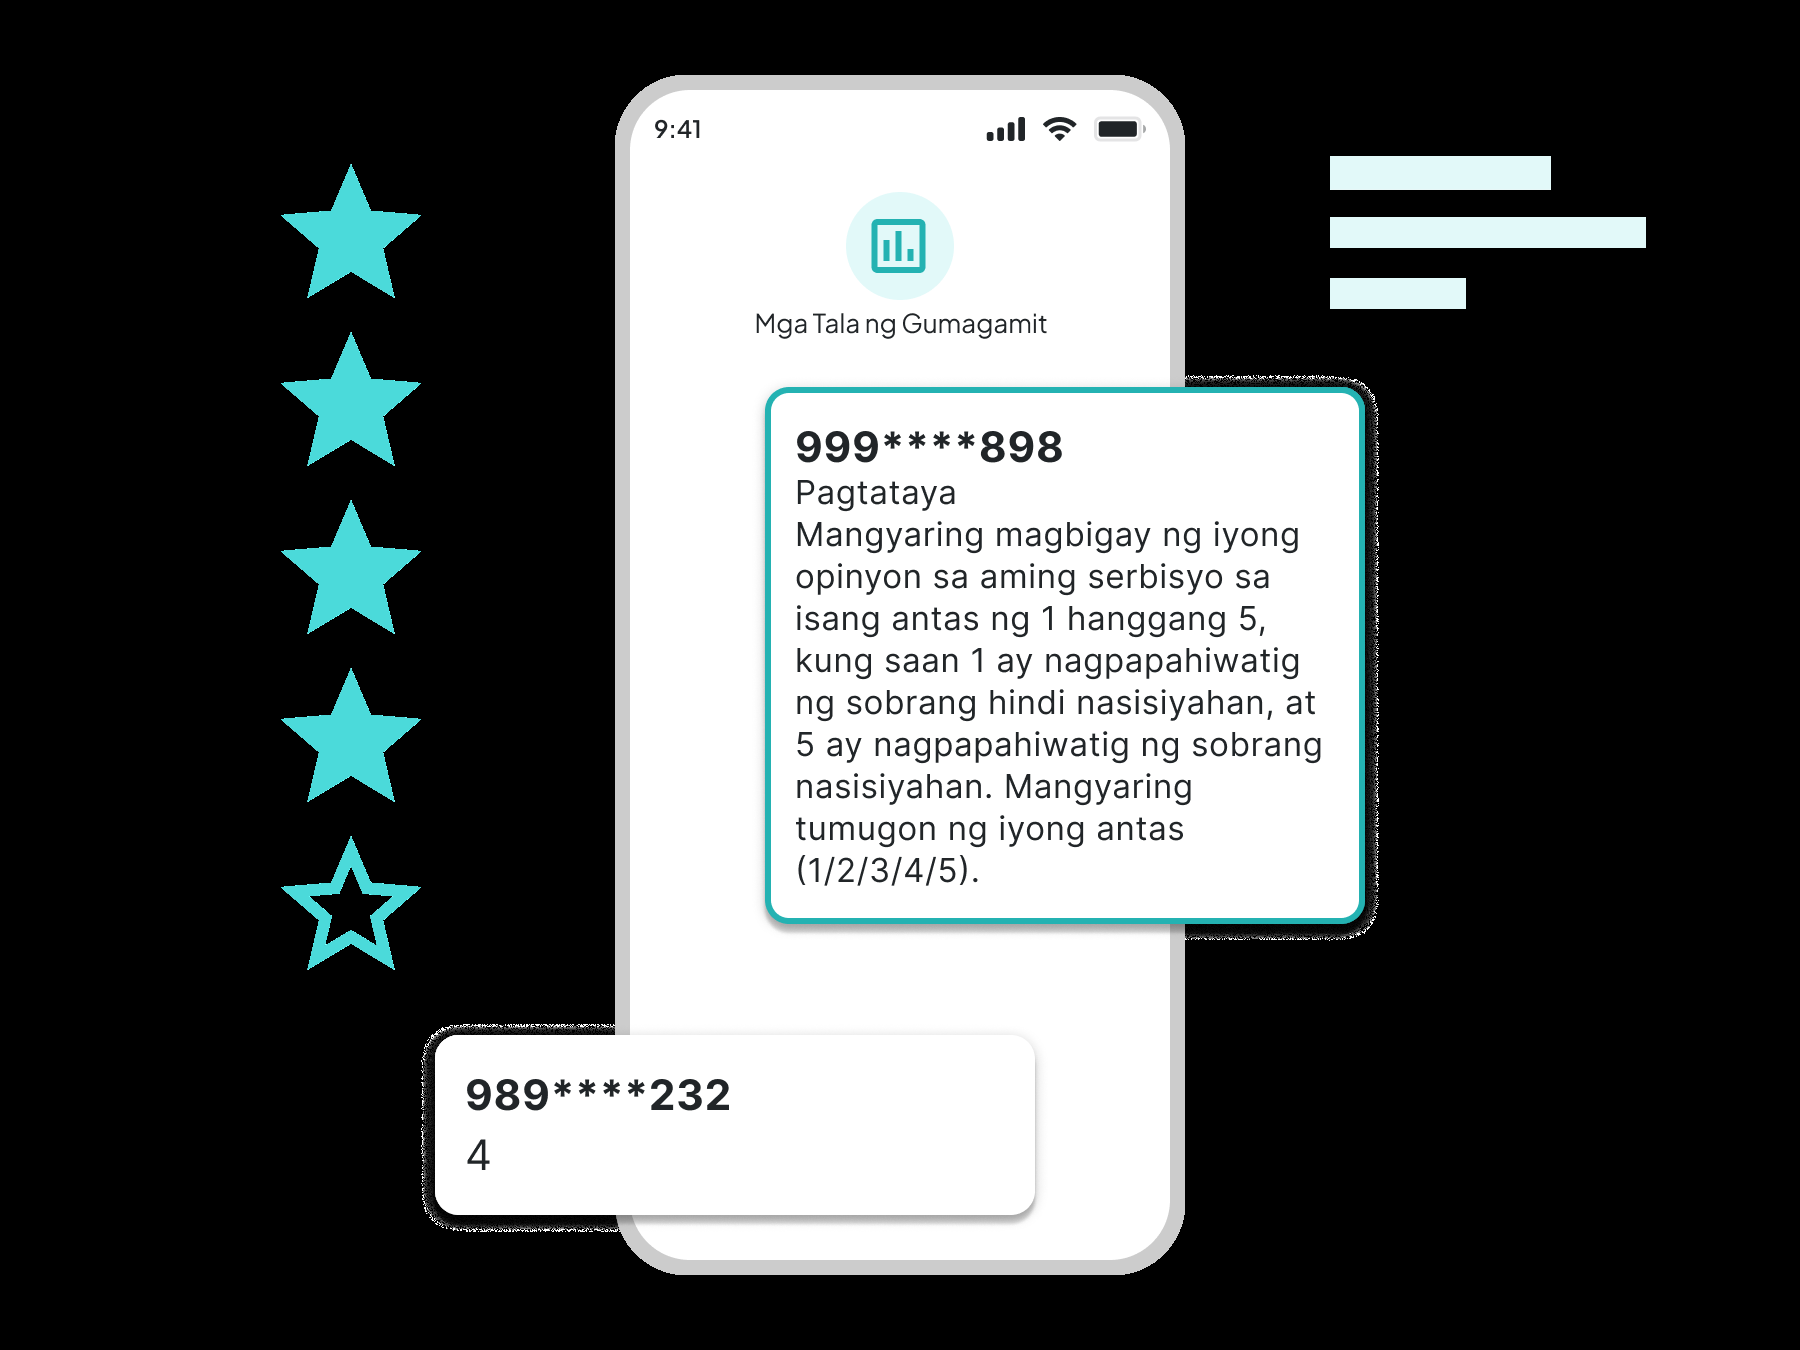 9:41
Mga Tala ng Gumagamit
999****898
Pagtataya
Mangyaring magbigay ng iyong
opinyon sa aming serbisyo sa
isang antas ng 1 hanggang 5,
kung saan 1 ay nagpapahiwatig
ng sobrang hindi nasisiyahan, at
5 ay nagpapahiwatig ng sobrang
nasisiyahan. Mangyaring
tumugon ng iyong antas
(1/2/3/4/5).
989****232
4